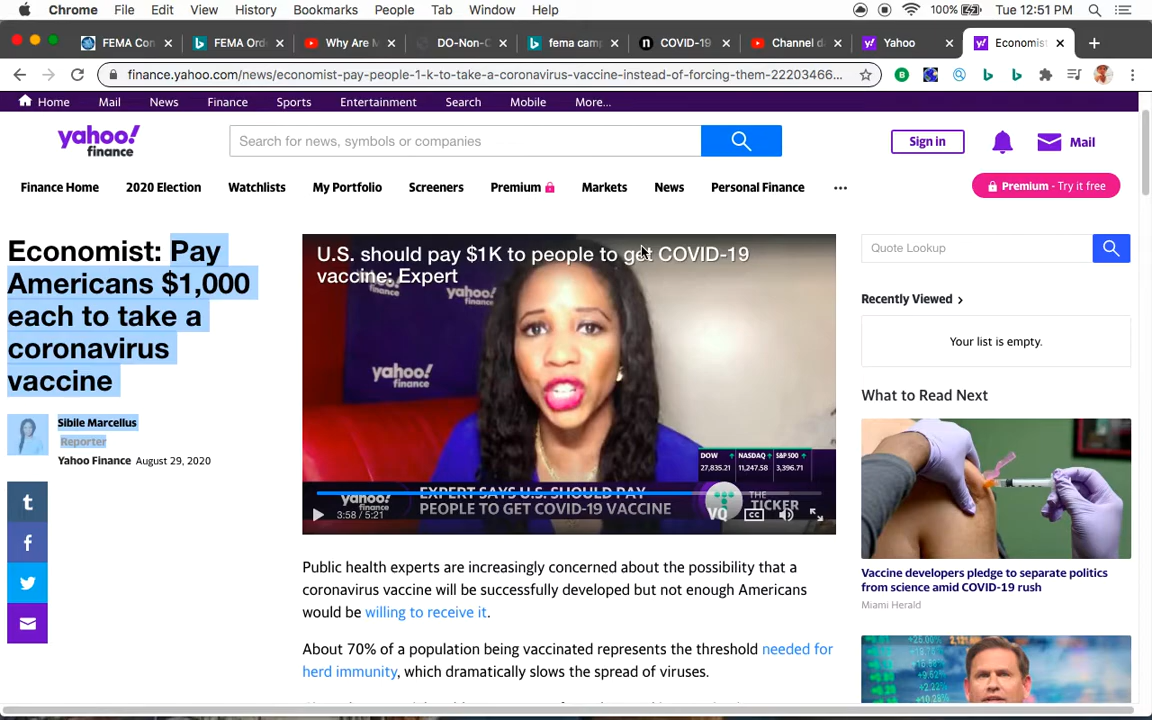 Chrome File Edit View History Bookmarks People Tab Window Help 100% Tue 12:51 PM
FEMA Con FEMA Ord Why Are M DO-Non-C fema camp COVID-19 Channel da Yahoo Economist
finance.yahoo.com/news/economist-pay-people-1-k-to-take-a-coronavirus-vaccine-instead-of-forcing-them-22203466...
Home Mail News Finance Sports Entertainment Search Mobile More...
yahoo!
finance
Search for news, symbols or companies
Sign in
Mail
Finance Home 2020 Election Watchlists My Portfolio Screeners Premium Markets News Personal Finance ...
Premium - Try it free
Economist: Pay
Americans $1,000
each to take a
coronavirus
vaccine
Sibile Marcellus
Reporter
Yahoo Finance August 29, 2020
U.S. should pay $1K to people to get COVID-19
vaccine: Expert
yahoo!
finance
yahoo!
finance
DOW NASDAQ S&P 500
27,835.21 11,247.58 3,396.71
yahoo!
finance
EXPERT SAYS U.S. SHOULD PAY
PEOPLE TO GET COVID-19 VACCINE
THE
TICKER
3:58 / 5:21
VQ
CC
Public health experts are increasingly concerned about the possibility that a
coronavirus vaccine will be successfully developed but not enough Americans
would be willing to receive it.
About 70% of a population being vaccinated represents the threshold needed for
herd immunity, which dramatically slows the spread of viruses.
Quote Lookup
Recently Viewed >
Your list is empty.
What to Read Next
Vaccine developers pledge to separate politics
from science amid COVID-19 rush
Miami Herald